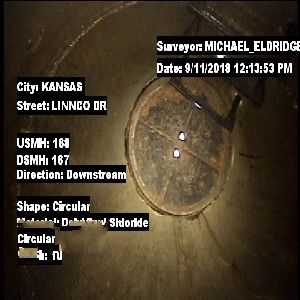 Surveyor: MICHAEL_ELDRIDGE
Date: 9/11/2018 12:13:53 PM
City: KANSAS
Street: LINNCO DR
USMH: 168
DSMH: 167
Direction: Downstream
Shape: Circular
Circular